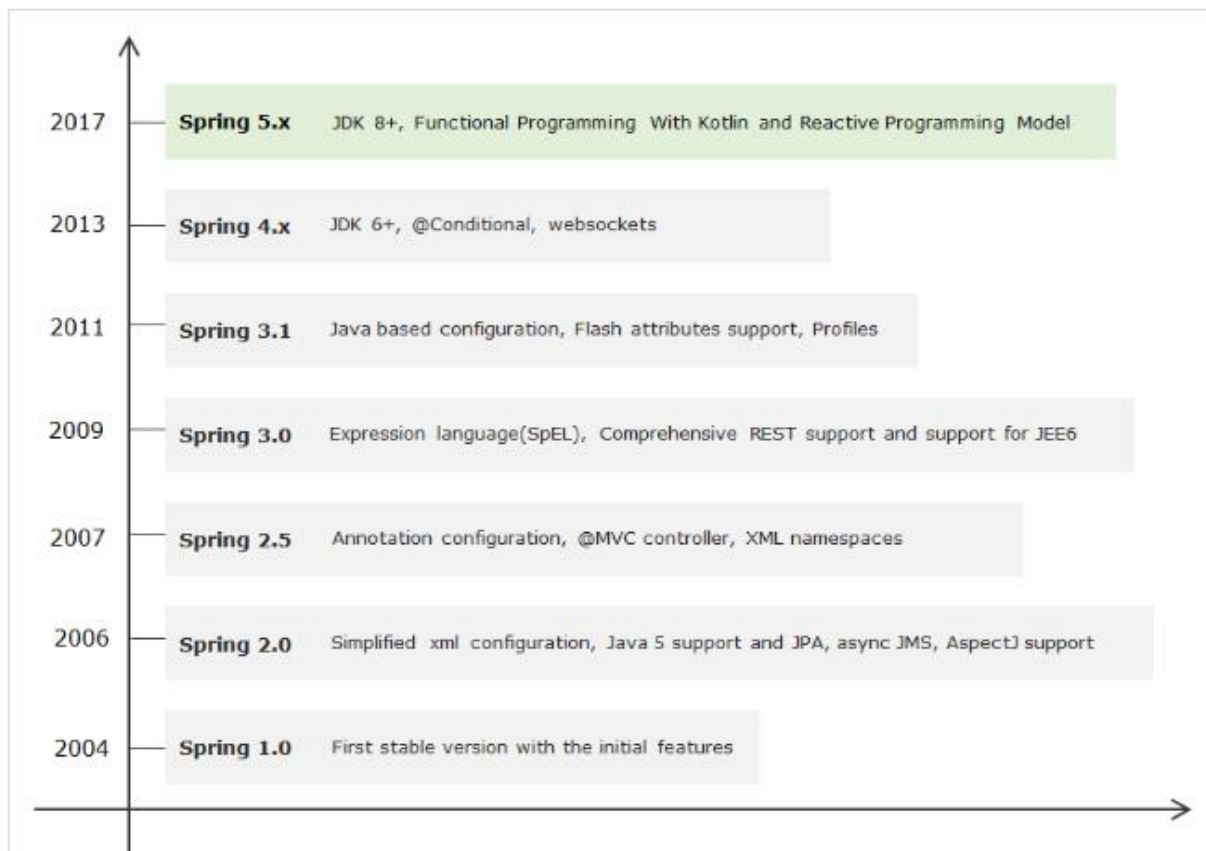 2017 Spring 5.x JDK 8+, Functional Programming With Kotlin and Reactive Programming Model
2013 Spring 4.x JDK 6+, @Conditional, websockets
2011 Spring 3.1 Java based configuration, Flash attributes support, Profiles
2009 Spring 3.0 Expression language(SpEL), Comprehensive REST support and support for JEE6
2007 Spring 2.5 Annotation configuration, @MVC controller, XML namespaces
2006 Spring 2.0 Simplified xml configuration, Java 5 support and JPA, async JMS, AspectJ support
2004 Spring 1.0 First stable version with the initial features